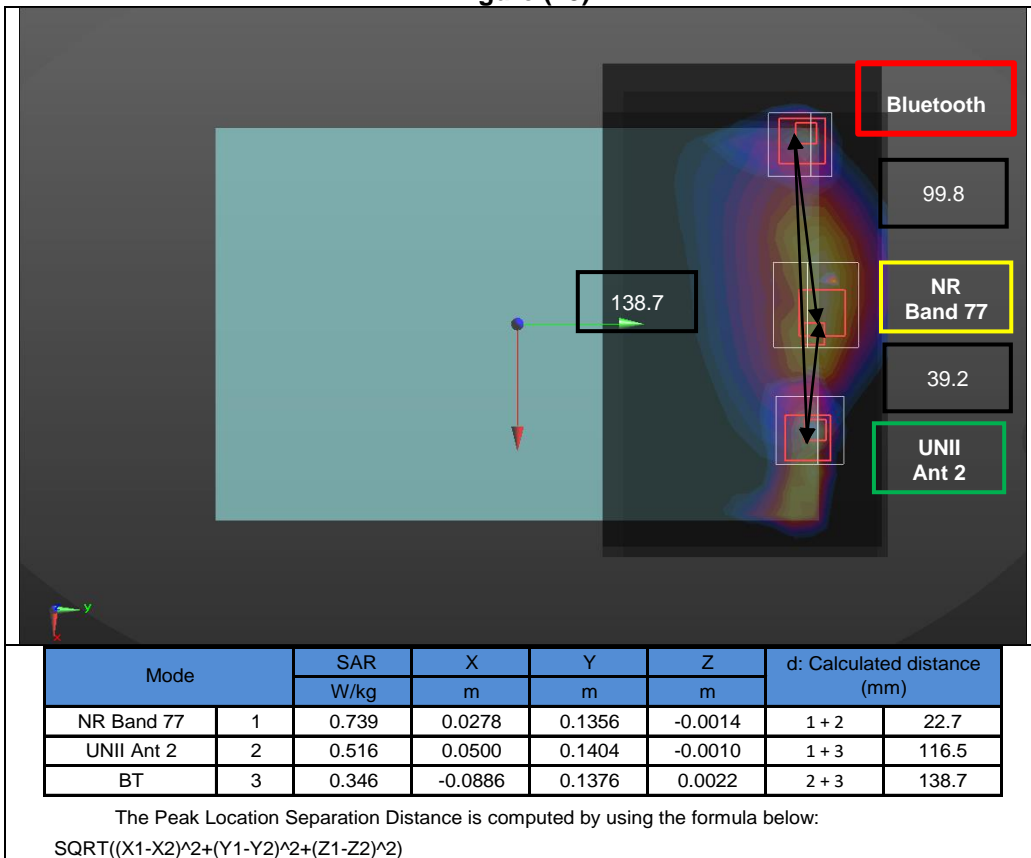 Bluetooth
99.8
138.7
NR
Band 77
39.2
UNII
Ant 2
y
x
Mode SAR X Y Z d: Calculated distance (mm)
W/kg m m m
NR Band 77 1 0.739 0.0278 0.1356 -0.0014 1 + 2 22.7
UNII Ant 2 2 0.516 0.0500 0.1404 -0.0010 1 + 3 116.5
BT 3 0.346 -0.0886 0.1376 0.0022 2 + 3 138.7
The Peak Location Separation Distance is computed by using the formula below:
SQRT((X1-X2)^2+(Y1-Y2)^2+(Z1-Z2)^2)